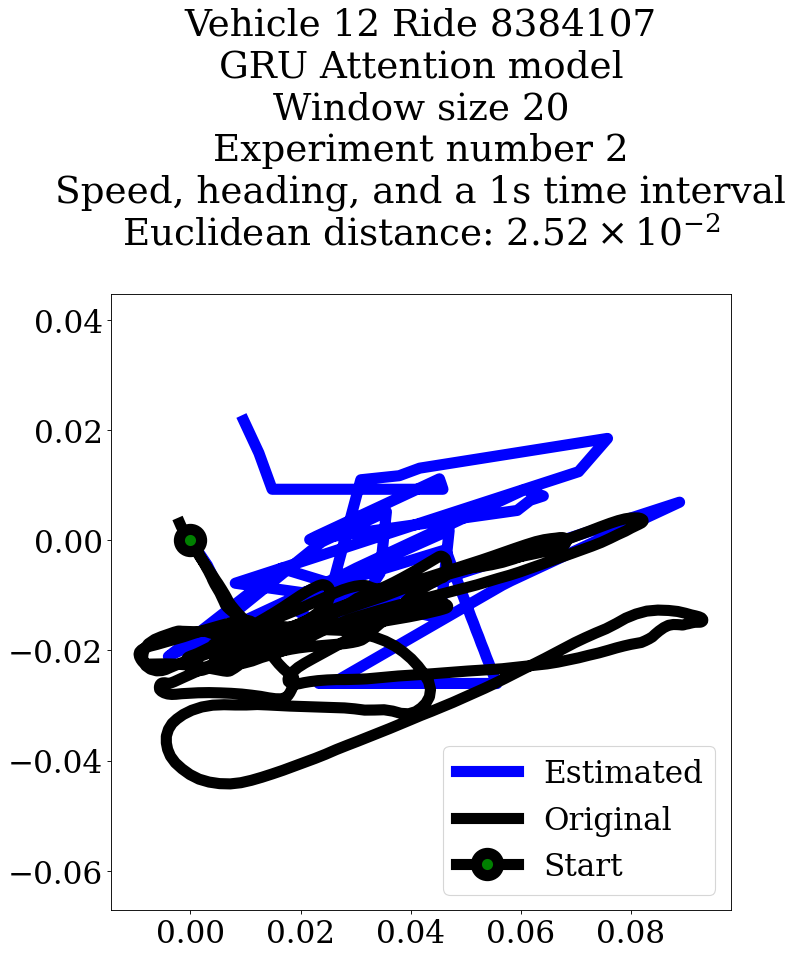 Vehicle 12 Ride 8384107
GRU Attention model
Window size 20
Experiment number 2
Speed, heading, and a 1s time interval
Euclidean distance: 2.52 × 10⁻²
0.04
0.02
0.00
−0.02
−0.04
−0.06
0.00 0.02 0.04 0.06 0.08
Estimated
Original
Start